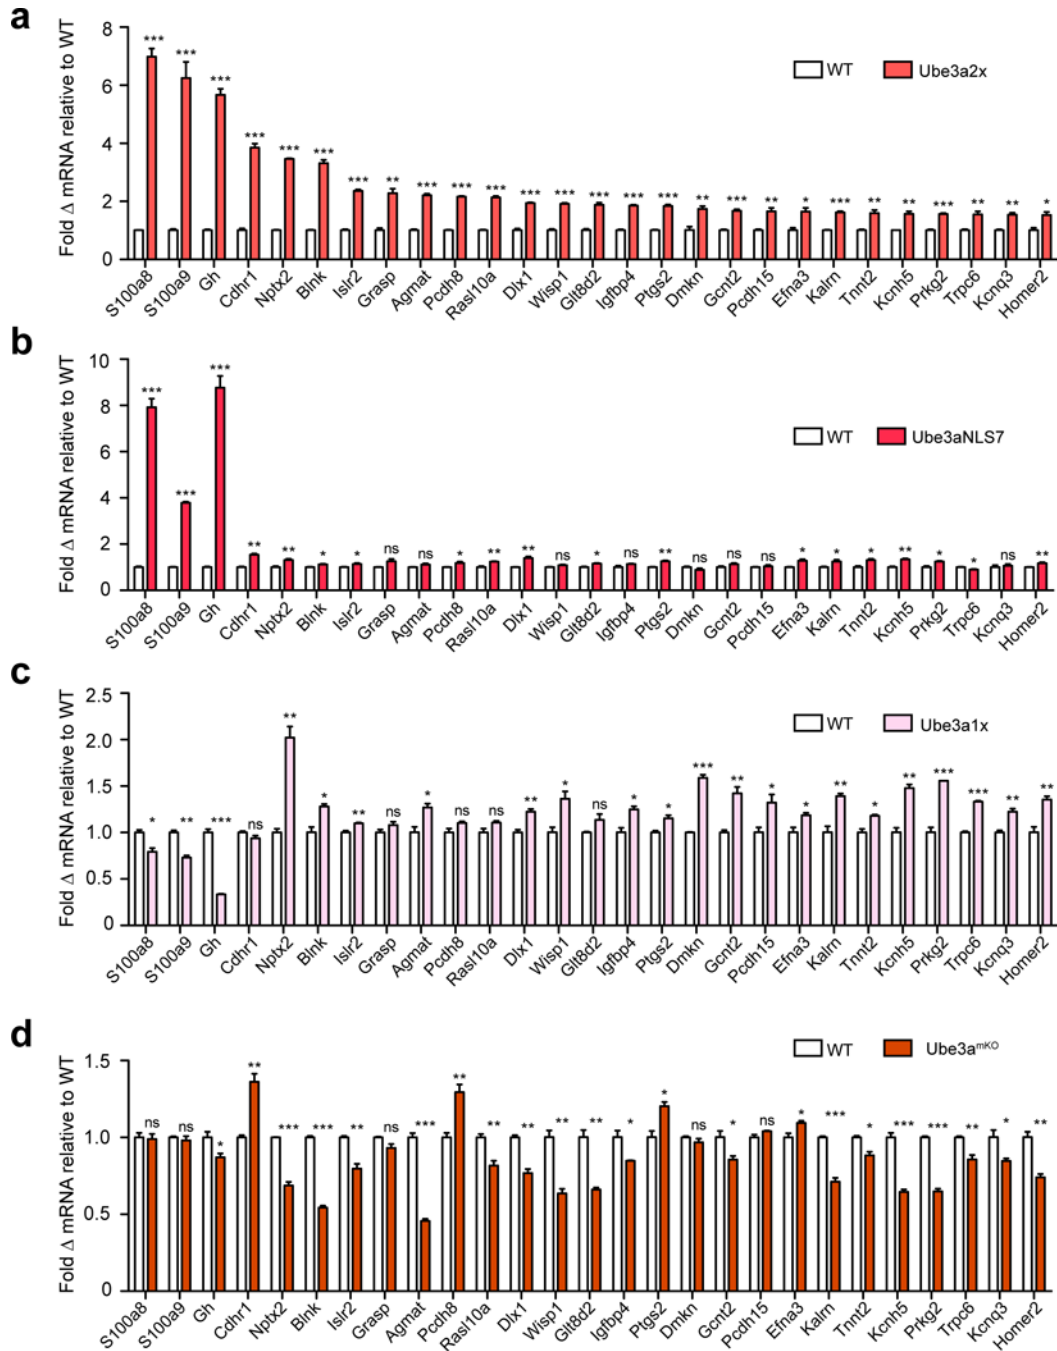 a
Fold Δ mRNA relative to WT
8
6
4
2
0
WT Ube3a2x
*** *** *** *** *** *** *** ** *** *** *** *** *** *** *** *** ** *** ** * *** ** ** ** ** ** *
S100a8 S100a9 Gh Cdhr1 Nptx2 Blnk Islr2 Grasp Agmat Pcdh8 Rasl10a Dlx1 Wisp1 Glt8d2 Igfbp4 Ptgs2 Dmkn Gcnt2 Pcdh15 Efna3 Kalrn Tnnt2 Kcnh5 Prkg2 Trpc6 Kcnq3 Homer2
b
Fold Δ mRNA relative to WT
10
8
6
4
2
0
WT Ube3aNLS7
*** *** *** ** ** * * ns ns * ** ** ns * ns ** ns ns ns * * * ** * * ns **
S100a8 S100a9 Gh Cdhr1 Nptx2 Blnk Islr2 Grasp Agmat Pcdh8 Rasl10a Dlx1 Wisp1 Glt8d2 Igfbp4 Ptgs2 Dmkn Gcnt2 Pcdh15 Efna3 Kalrn Tnnt2 Kcnh5 Prkg2 Trpc6 Kcnq3 Homer2
c
Fold Δ mRNA relative to WT
2.5
2.0
1.5
1.0
0.5
0
WT Ube3a1x
* ** *** ns ** * ** ns * ns ns ** * ns * * *** ** * * ** * ** *** *** ** **
S100a8 S100a9 Gh Cdhr1 Nptx2 Blnk Islr2 Grasp Agmat Pcdh8 Rasl10a Dlx1 Wisp1 Glt8d2 Igfbp4 Ptgs2 Dmkn Gcnt2 Pcdh15 Efna3 Kalrn Tnnt2 Kcnh5 Prkg2 Trpc6 Kcnq3 Homer2
d
Fold Δ mRNA relative to WT
1.5
1.0
0.5
0
WT Ube3a^mKO
ns ns * ** *** *** ** ns *** ** ** ** ** ** * * ns * ns * *** * *** *** ** * **
S100a8 S100a9 Gh Cdhr1 Nptx2 Blnk Islr2 Grasp Agmat Pcdh8 Rasl10a Dlx1 Wisp1 Glt8d2 Igfbp4 Ptgs2 Dmkn Gcnt2 Pcdh15 Efna3 Kalrn Tnnt2 Kcnh5 Prkg2 Trpc6 Kcnq3 Homer2